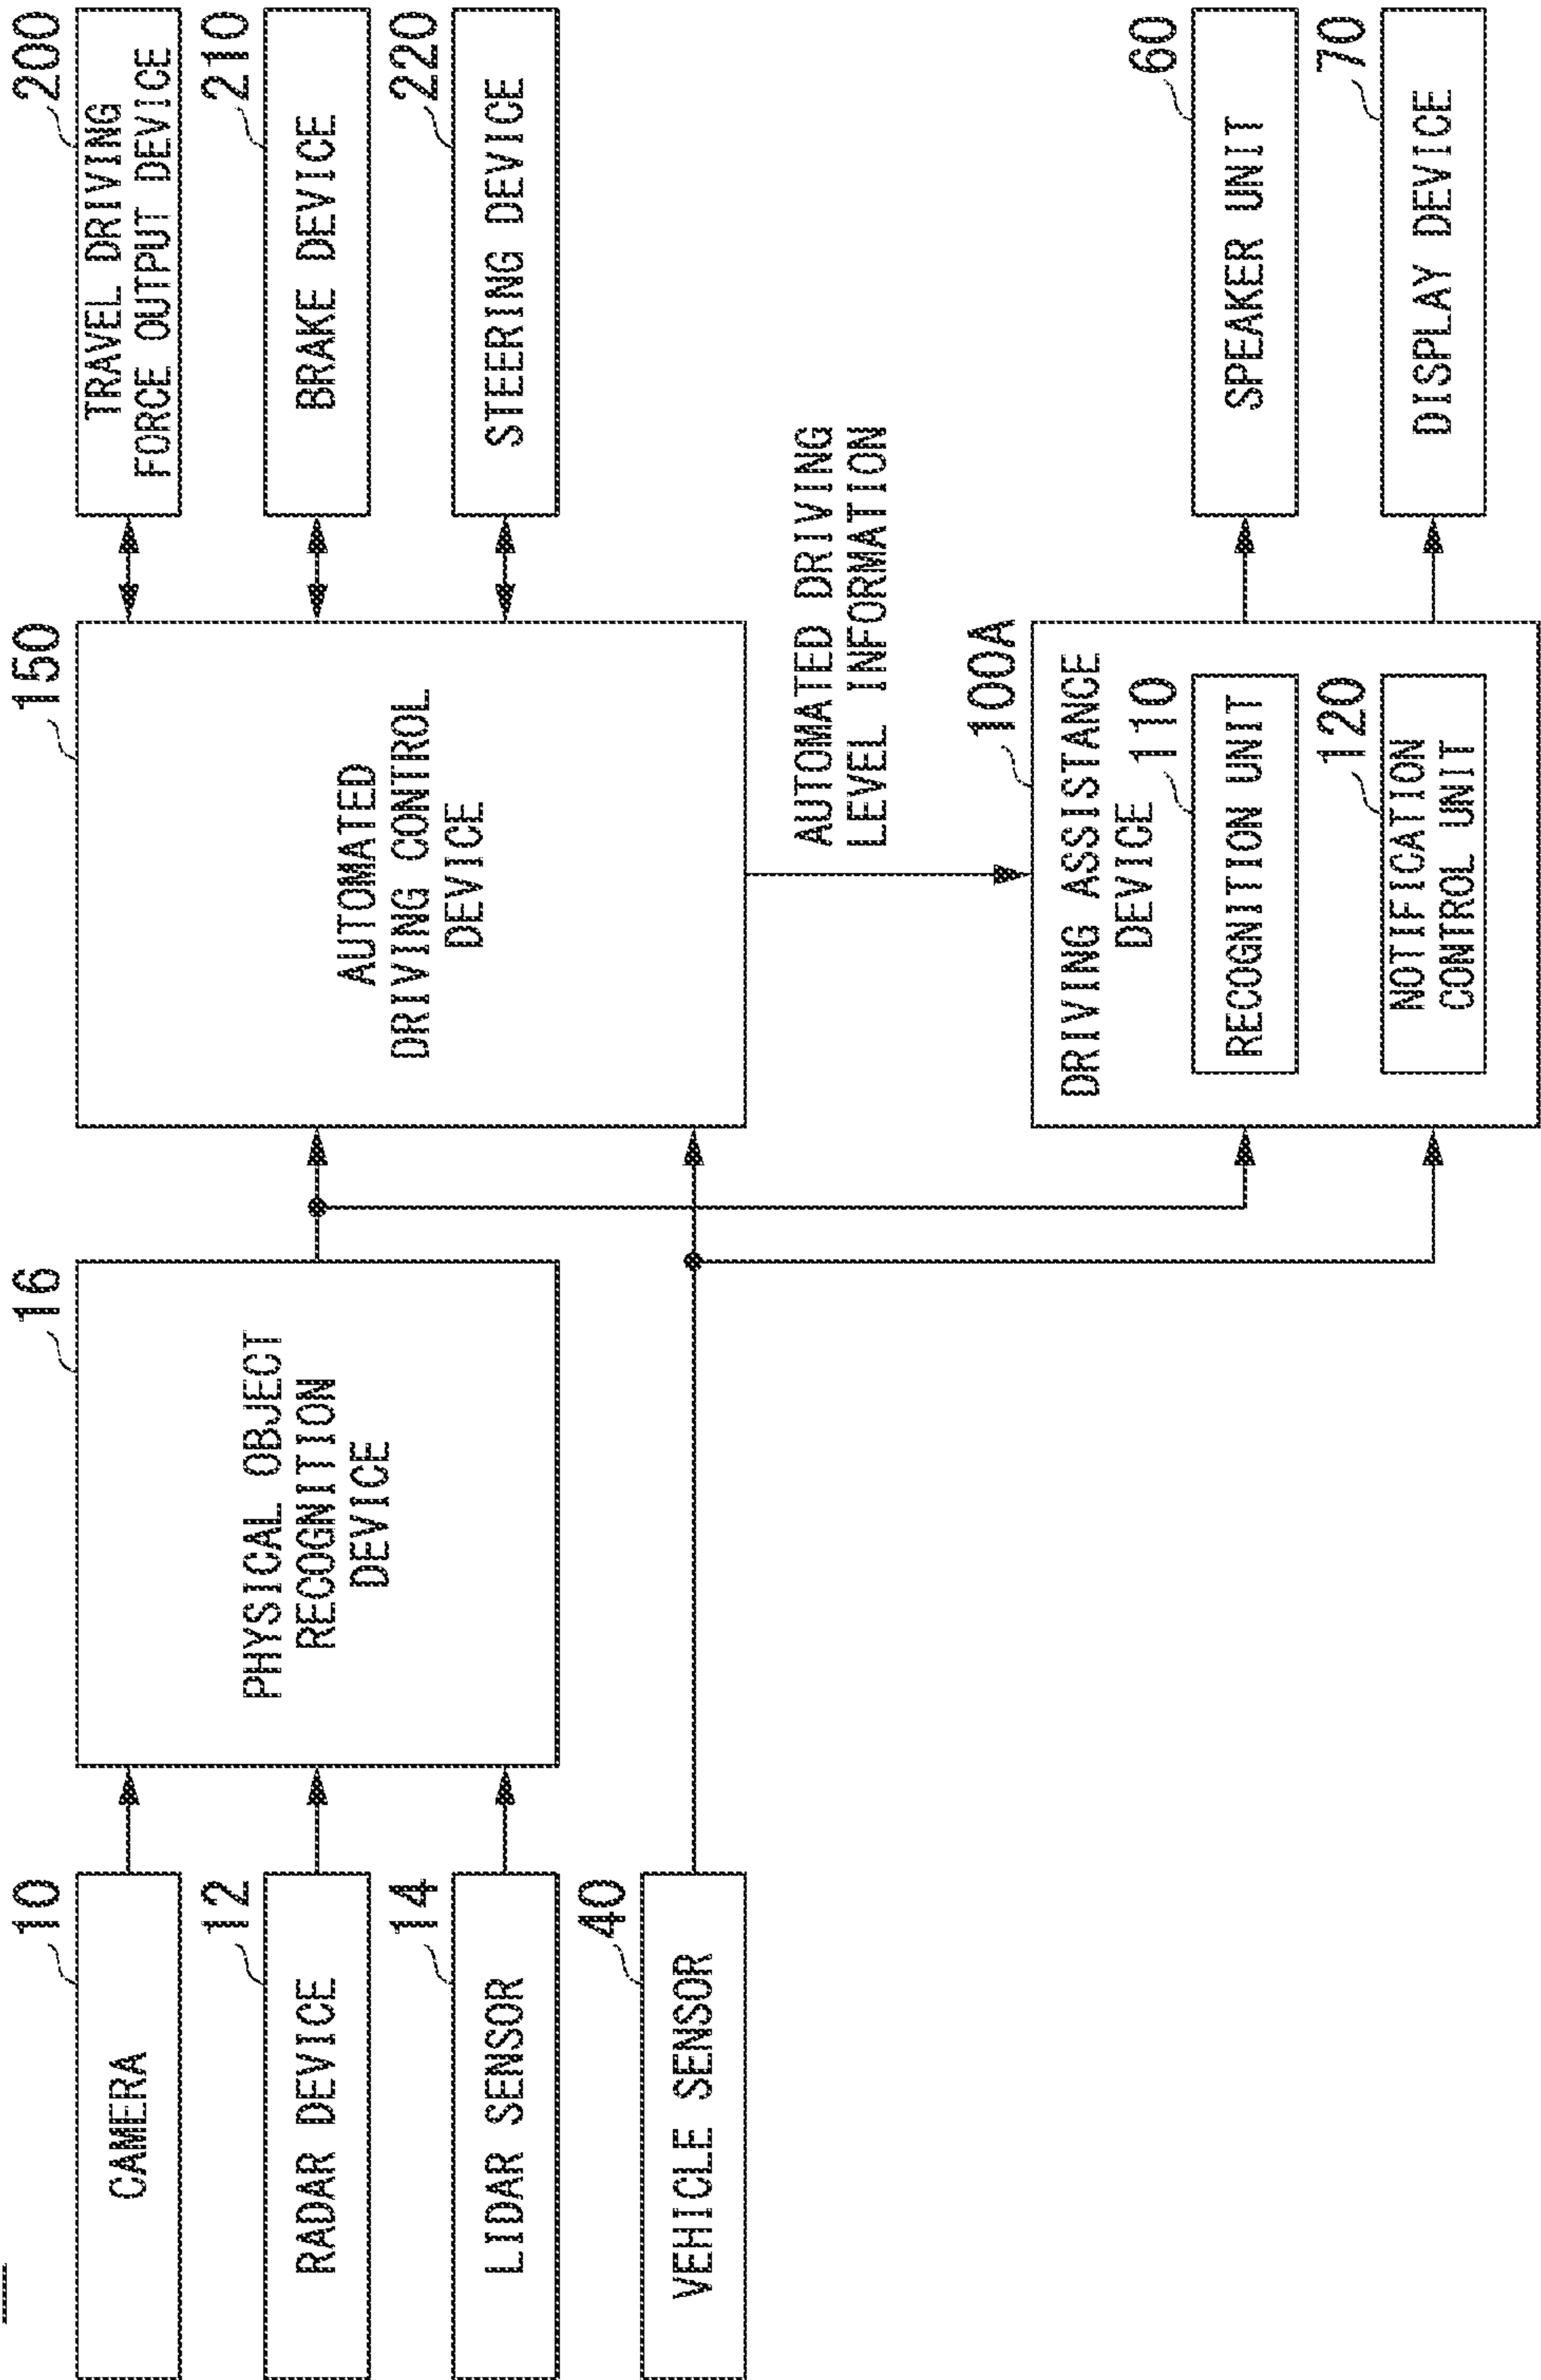 10
CAMERA
12
RADAR DEVICE
14
LIDAR SENSOR
40
VEHICLE SENSOR
16
PHYSICAL OBJECT
RECOGNITION
DEVICE
150
AUTOMATED
DRIVING CONTROL
DEVICE
200
TRAVEL DRIVING
FORCE OUTPUT DEVICE
210
BRAKE DEVICE
220
STEERING DEVICE
AUTOMATED DRIVING
LEVEL INFORMATION
100A
DRIVING ASSISTANCE
DEVICE
110
RECOGNITION UNIT
120
NOTIFICATION
CONTROL UNIT
60
SPEAKER UNIT
70
DISPLAY DEVICE